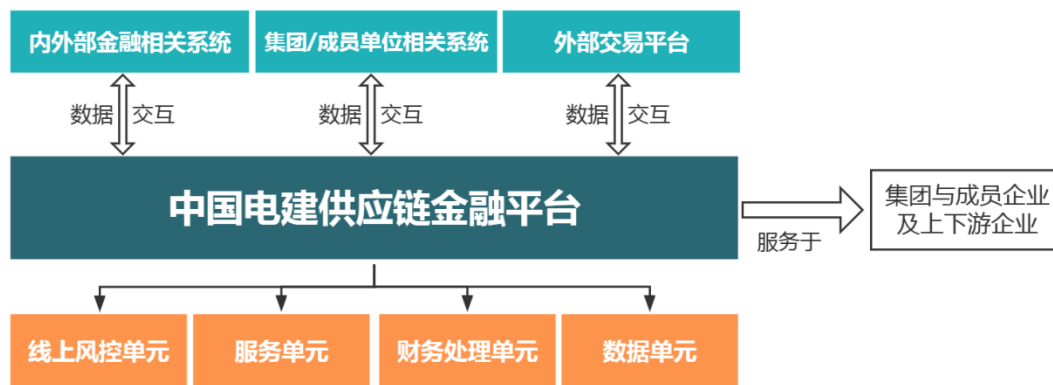 内外部金融相关系统
集团/成员单位相关系统
外部交易平台
数据 交互
数据 交互
数据 交互
中国电建供应链金融平台
服务于
集团与成员企业
及上下游企业
线上风控单元
服务单元
财务处理单元
数据单元